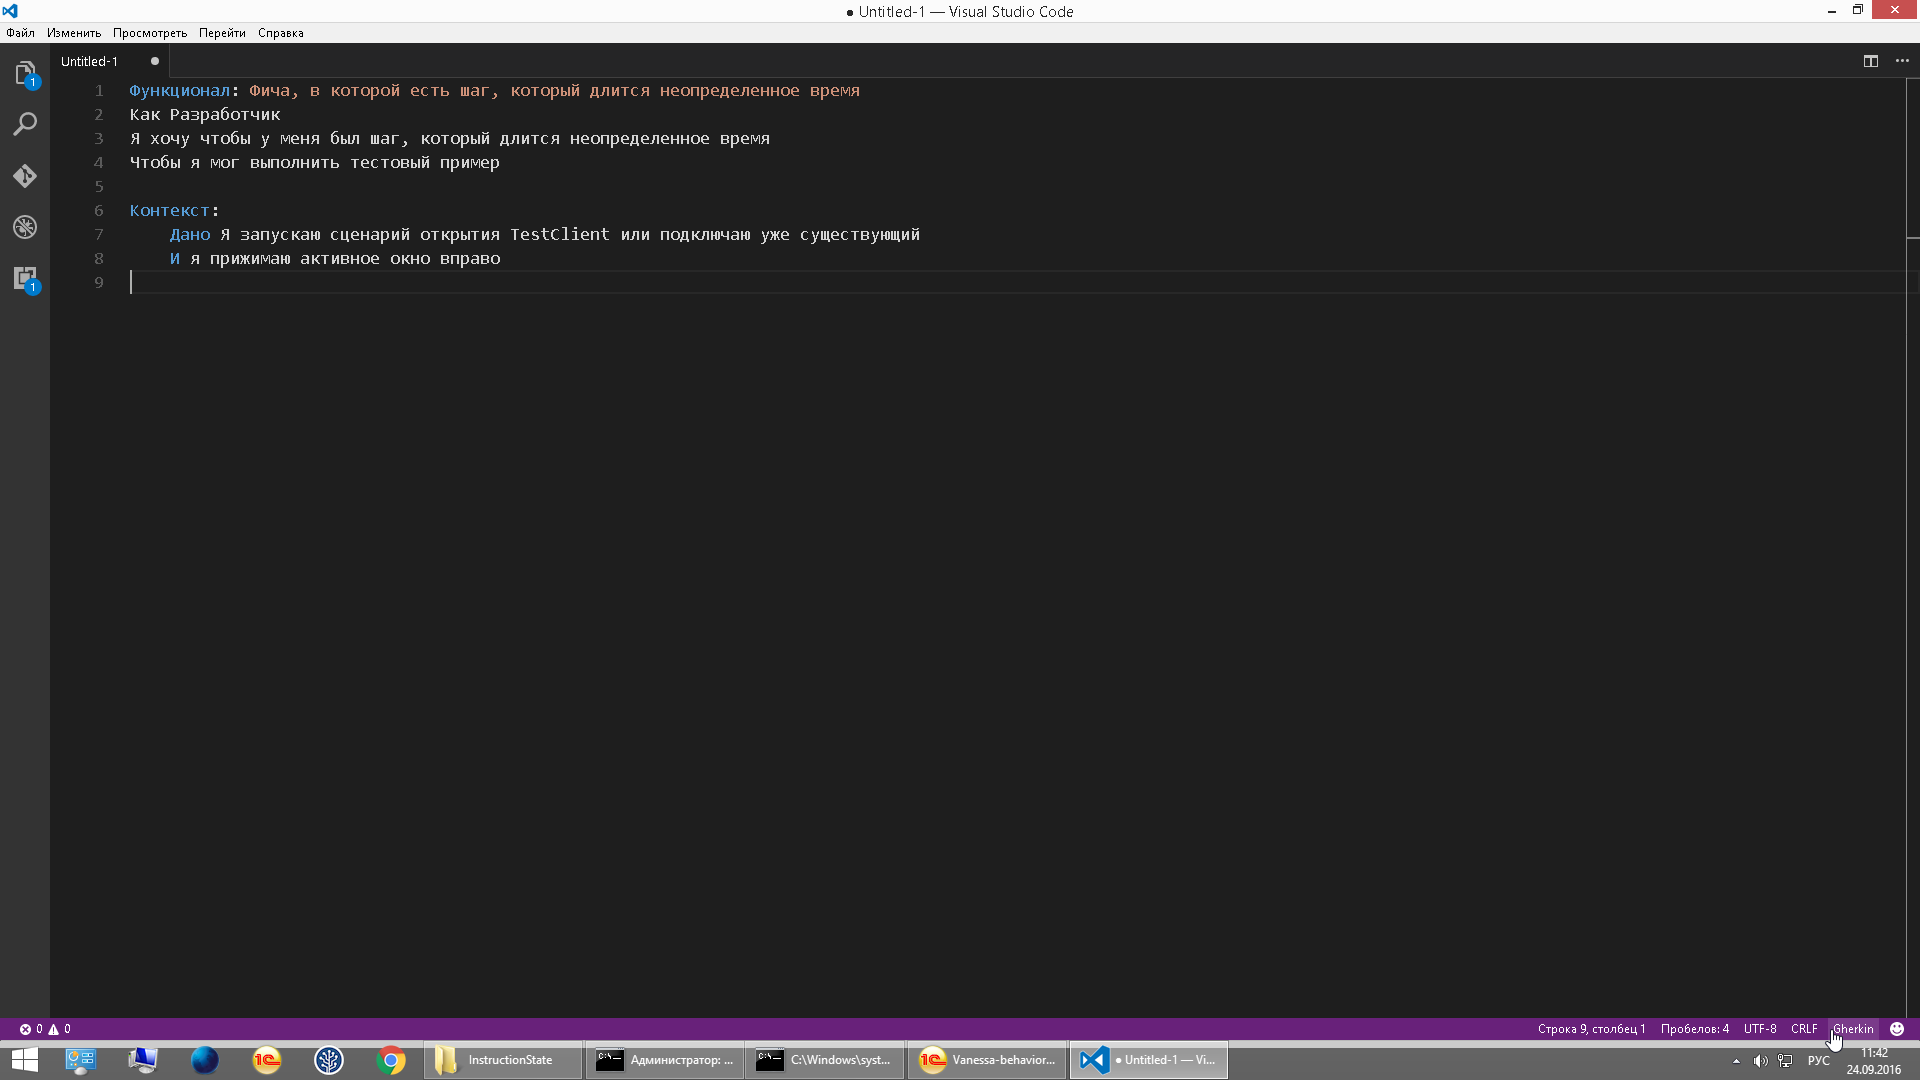 ● Untitled-1 — Visual Studio Code
Файл Изменить Просмотреть Перейти Справка
Untitled-1 ●
1 Функционал: Фича, в которой есть шаг, который длится неопределенное время
2 Как Разработчик
3 Я хочу чтобы у меня был шаг, который длится неопределенное время
4 Чтобы я мог выполнить тестовый пример
5
6 Контекст:
7 Дано Я запускаю сценарий открытия TestClient или подключаю уже существующий
8 И я прижимаю активное окно вправо
9
1
1
0 0 Строка 9, столбец 1 Пробелов: 4 UTF-8 CRLF Gherkin
InstructionState Администратор: ... C:\Windows\syst... Vanessa-behavior... ● Untitled-1 — Vi... РУС 11:42
24.09.2016